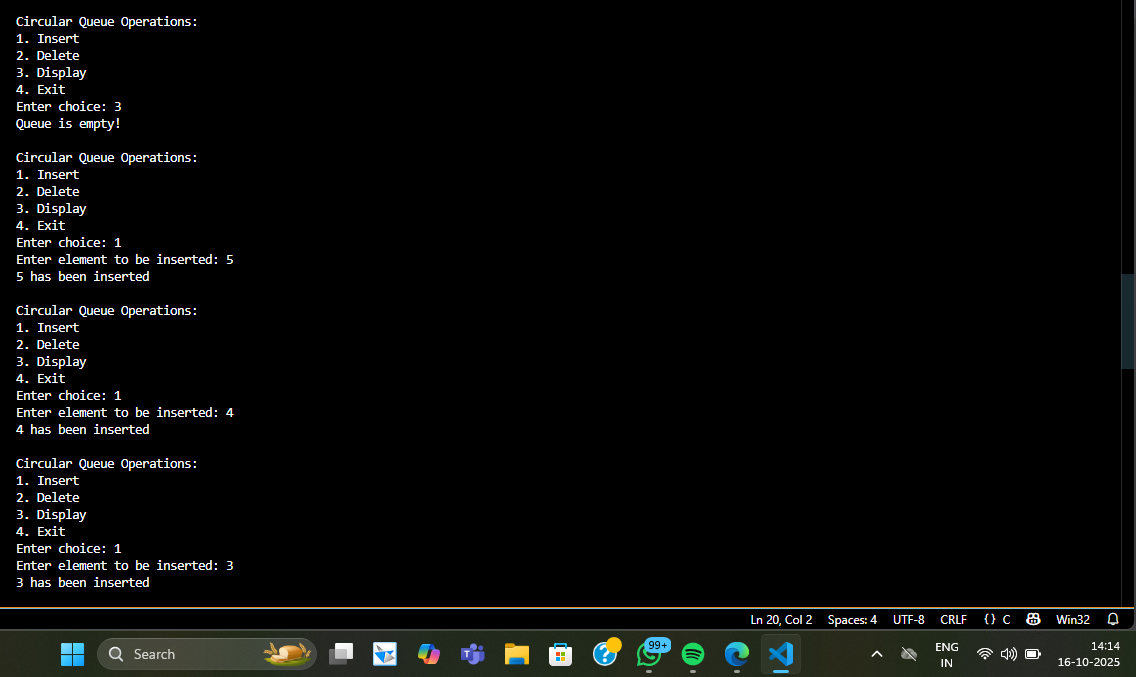 Circular Queue Operations:
1. Insert
2. Delete
3. Display
4. Exit
Enter choice: 3
Queue is empty!
Circular Queue Operations:
1. Insert
2. Delete
3. Display
4. Exit
Enter choice: 1
Enter element to be inserted: 5
5 has been inserted
Circular Queue Operations:
1. Insert
2. Delete
3. Display
4. Exit
Enter choice: 1
Enter element to be inserted: 4
4 has been inserted
Circular Queue Operations:
1. Insert
2. Delete
3. Display
4. Exit
Enter choice: 1
Enter element to be inserted: 3
3 has been inserted
Ln 20, Col 2 Spaces: 4 UTF-8 CRLF {} C Win32
Search 99+ ENG 14:14
IN 16-10-2025